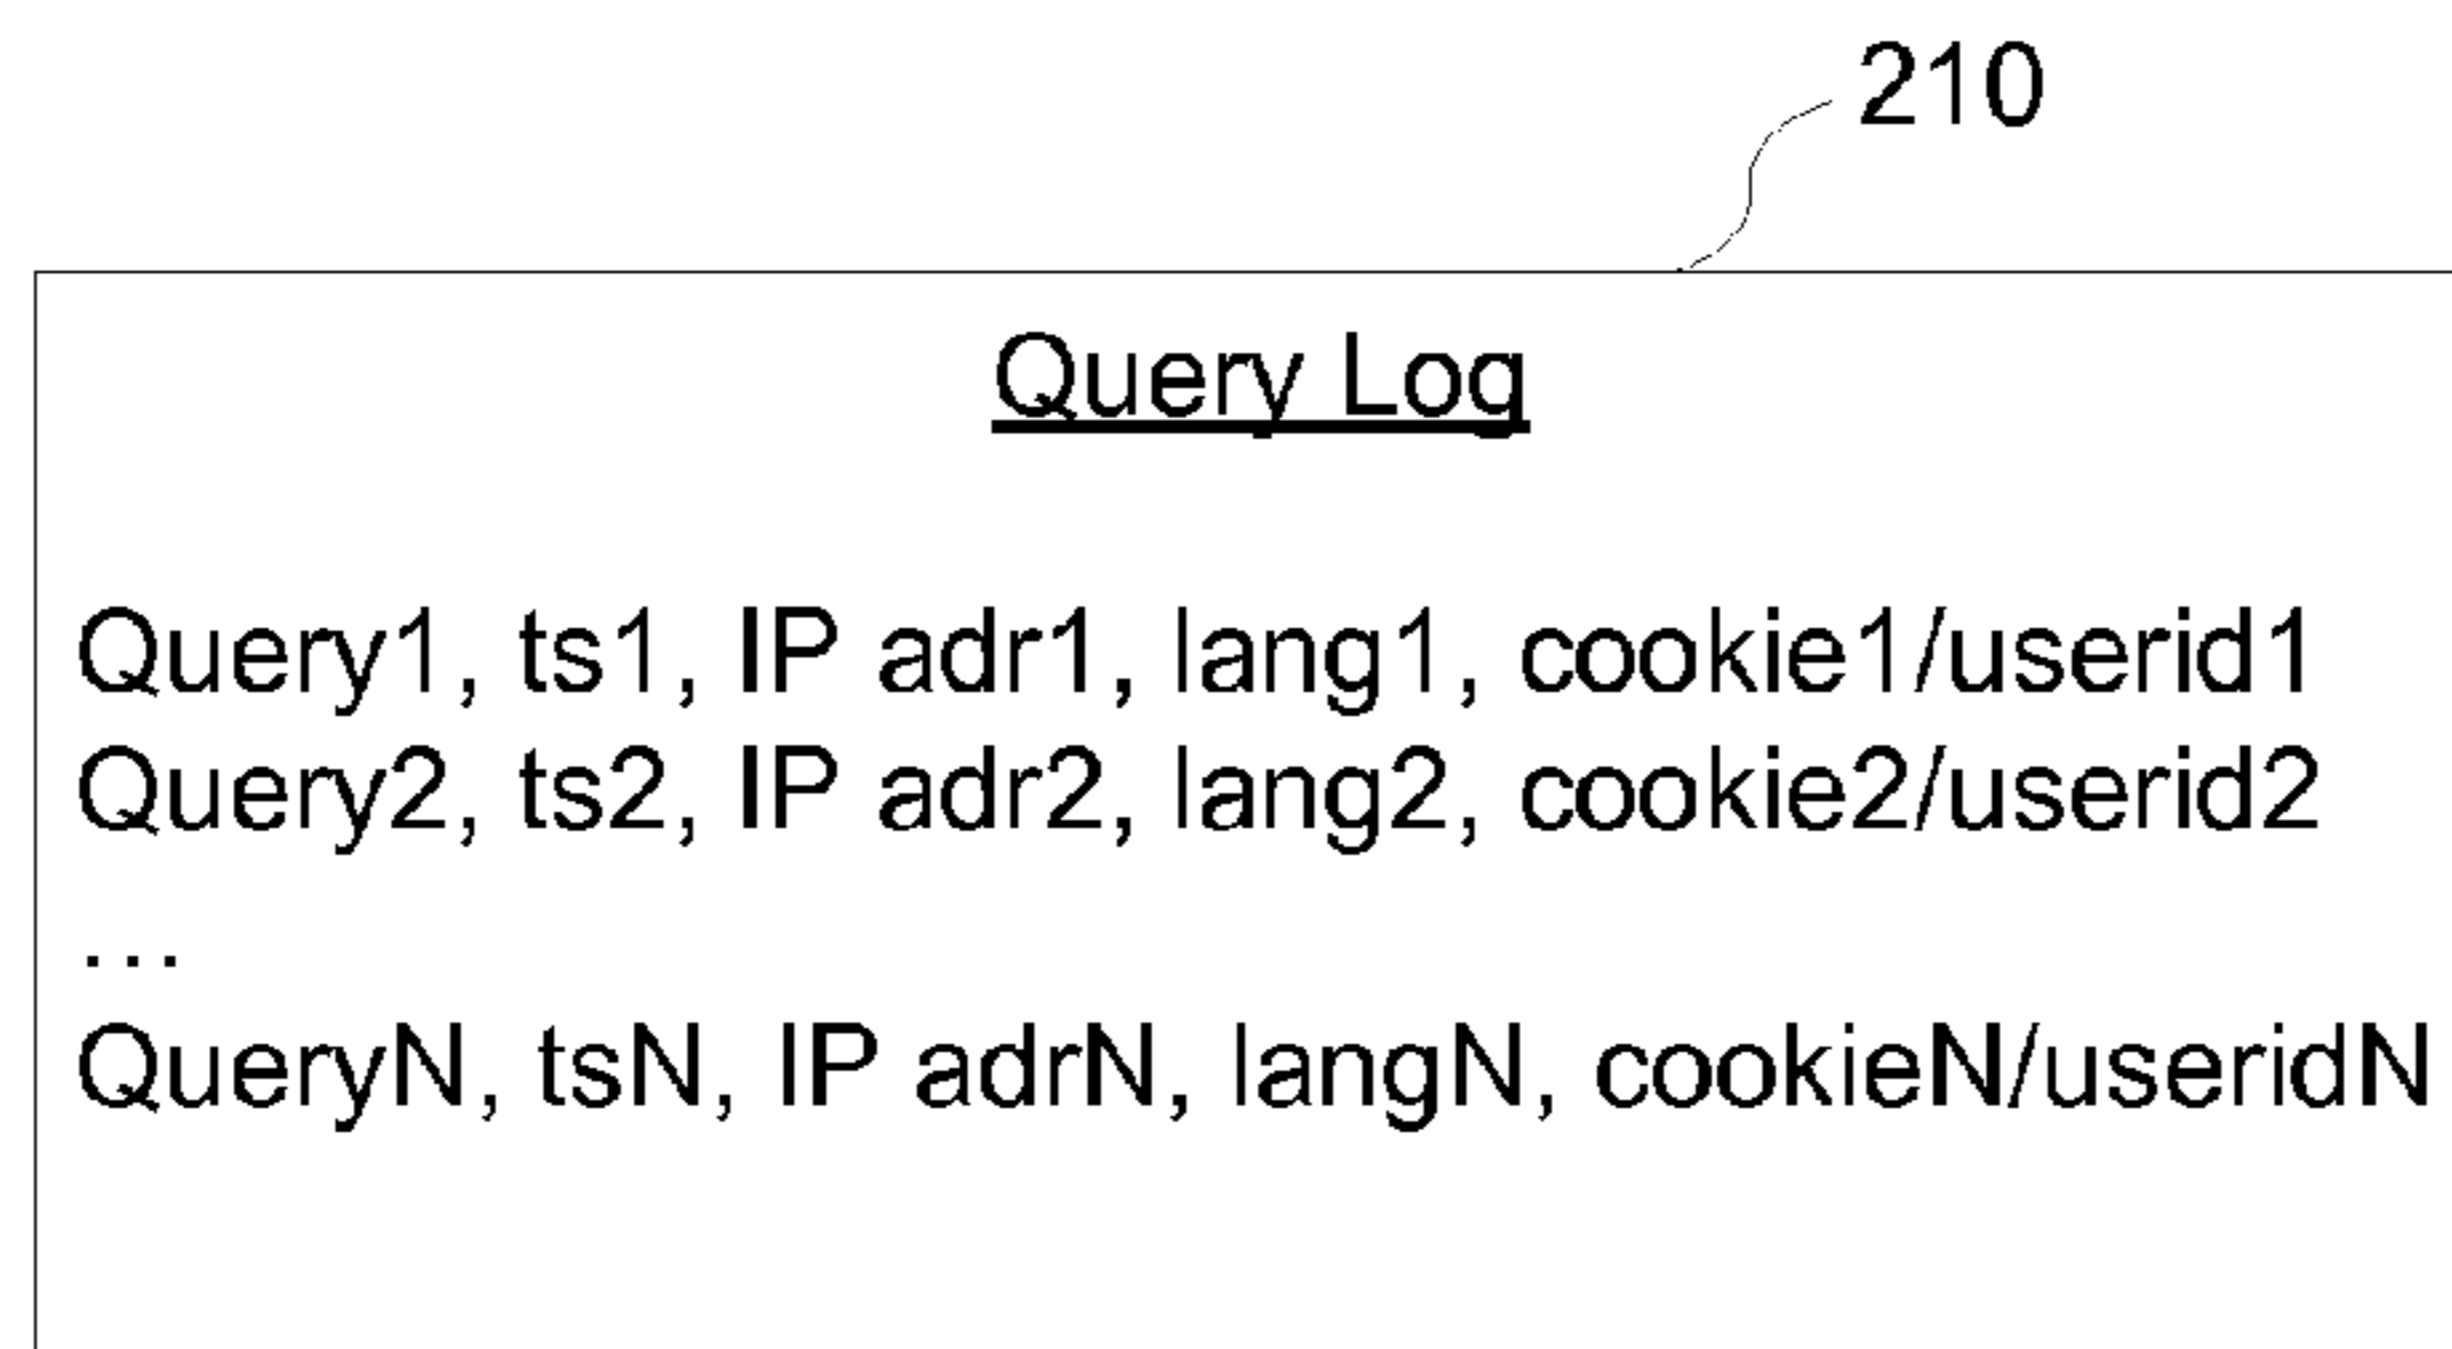 210
Query Log
Query1, ts1, IP adr1, lang1, cookie1/userid1
Query2, ts2, IP adr2, lang2, cookie2/userid2
...
QueryN, tsN, IP adrN, langN, cookieN/useridN